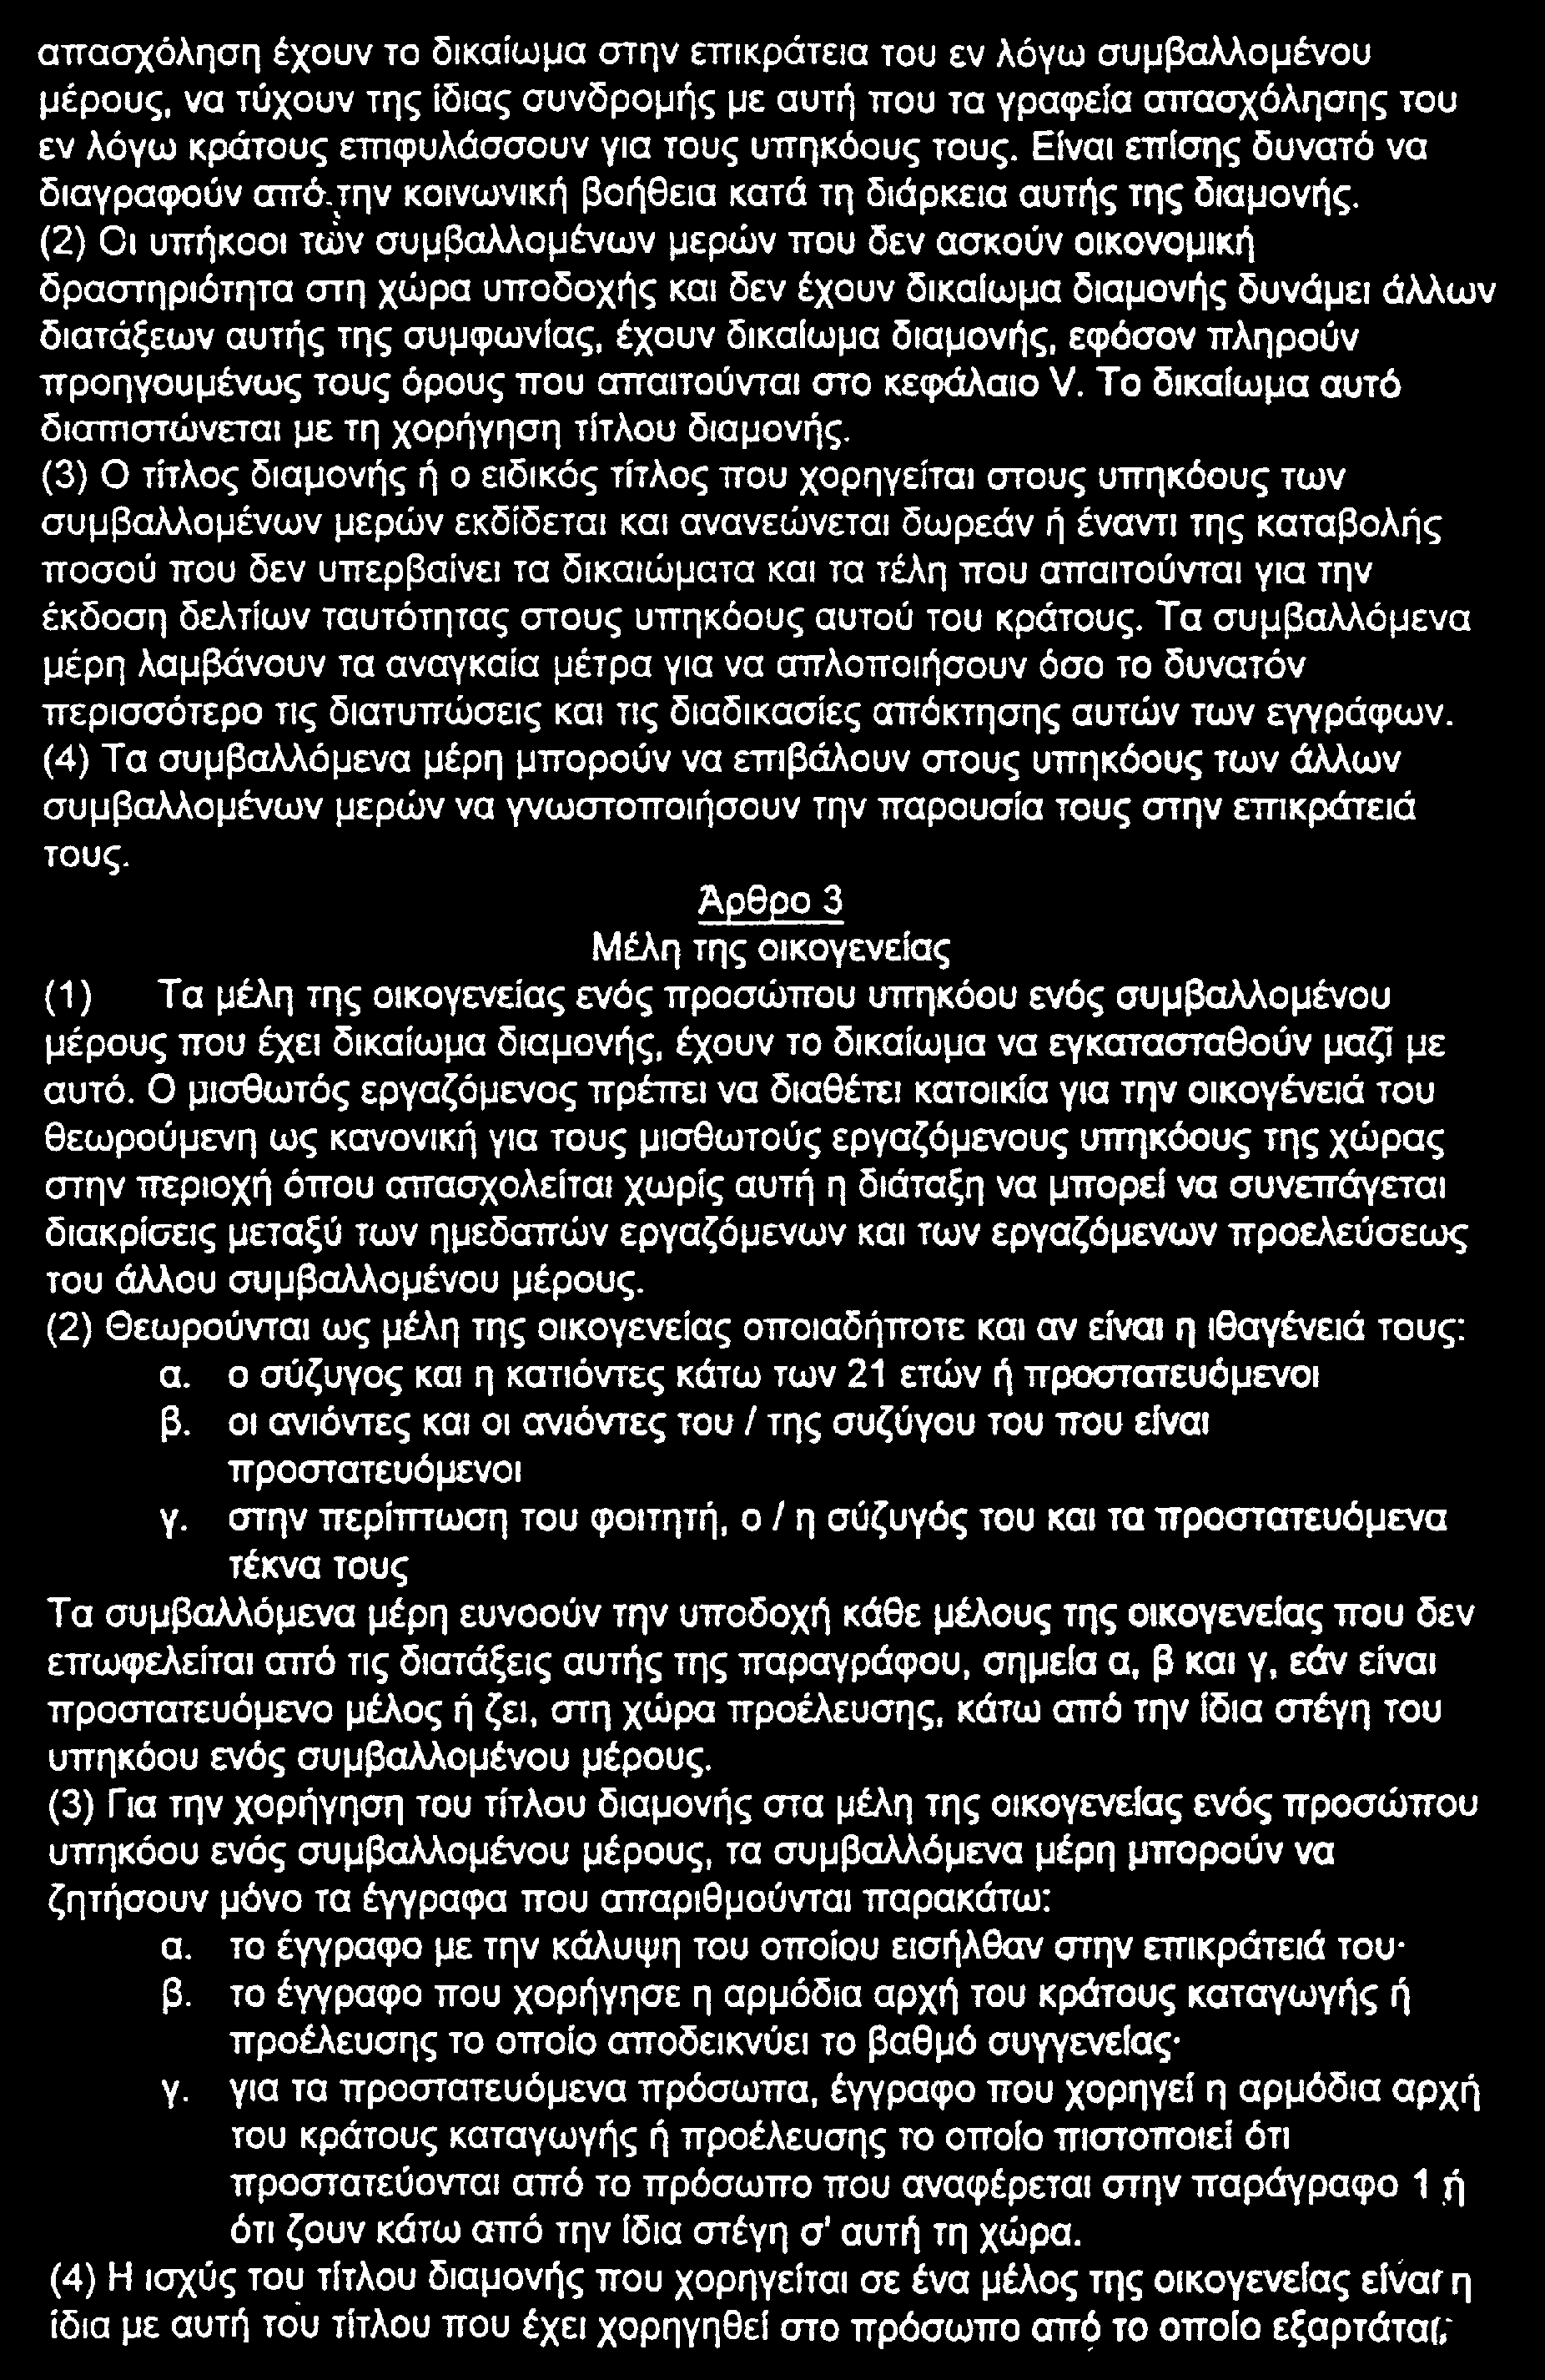 απασχόληση έχουν το δικαίωμα στην επικράτεια του εν λόγω συμβαλλομένου
μέρους, να τύχουν της ίδιας συνδρομής με αυτή που τα γραφεία απασχόλησης του
εν λόγω κράτους επιφυλάσσουν για τους υπηκόους τους. Είναι επίσης δυνατό να
διαγραφούν από την κοινωνική βοήθεια κατά τη διάρκεια αυτής της διαμονής.
(2) Οι υπήκοοι των συμβαλλομένων μερών που δεν ασκούν οικονομική
δραστηριότητα στη χώρα υποδοχής και δεν έχουν δικαίωμα διαμονής δυνάμει άλλων
διατάξεων αυτής της συμφωνίας, έχουν δικαίωμα διαμονής, εφόσον πληρούν
προηγουμένως τους όρους που απαιτούνται στο κεφάλαιο V. Το δικαίωμα αυτό
διαπιστώνεται με τη χορήγηση τίτλου διαμονής.
(3) Ο τίτλος διαμονής ή ο ειδικός τίτλος που χορηγείται στους υπηκόους των
συμβαλλομένων μερών εκδίδεται και ανανεώνεται δωρεάν ή έναντι της καταβολής
ποσού που δεν υπερβαίνει τα δικαιώματα και τα τέλη που απαιτούνται για την
έκδοση δελτίων ταυτότητας στους υπηκόους αυτού του κράτους. Τα συμβαλλόμενα
μέρη λαμβάνουν τα αναγκαία μέτρα για να απλοποιήσουν όσο το δυνατόν
περισσότερο τις διατυπώσεις και τις διαδικασίες απόκτησης αυτών των εγγράφων.
(4) Τα συμβαλλόμενα μέρη μπορούν να επιβάλουν στους υπηκόους των άλλων
συμβαλλομένων μερών να γνωστοποιήσουν την παρουσία τους στην επικράτειά
τους.
Άρθρο 3
Μέλη της οικογενείας
(1) Τα μέλη της οικογενείας ενός προσώπου υπηκόου ενός συμβαλλομένου
μέρους που έχει δικαίωμα διαμονής, έχουν το δικαίωμα να εγκατασταθούν μαζί με
αυτό. Ο μισθωτός εργαζόμενος πρέπει να διαθέτει κατοικία για την οικογένειά του
θεωρούμενη ως κανονική για τους μισθωτούς εργαζόμενους υπηκόους της χώρας
στην περιοχή όπου απασχολείται χωρίς αυτή η διάταξη να μπορεί να συνεπάγεται
διακρίσεις μεταξύ των ημεδαπών εργαζόμενων και των εργαζόμενων προελεύσεως
του άλλου συμβαλλομένου μέρους.
(2) Θεωρούνται ως μέλη της οικογενείας οποιαδήποτε και αν είναι η ιθαγένειά τους:
α. ο σύζυγος και η κατιόντες κάτω των 21 ετών ή προστατευόμενοι
β. οι ανιόντες και οι ανιόντες του / της συζύγου του που είναι
προστατευόμενοι
γ. στην περίπτωση του φοιτητή, ο / η σύζυγός του και τα προστατευόμενα
τέκνα τους
Τα συμβαλλόμενα μέρη ευνοούν την υποδοχή κάθε μέλους της οικογενείας που δεν
επωφελείται από τις διατάξεις αυτής της παραγράφου, σημεία α, β και γ, εάν είναι
προστατευόμενο μέλος ή ζει, στη χώρα προέλευσης, κάτω από την ίδια στέγη του
υπηκόου ενός συμβαλλομένου μέρους.
(3) Για την χορήγηση του τίτλου διαμονής στα μέλη της οικογενείας ενός προσώπου
υπηκόου ενός συμβαλλομένου μέρους, τα συμβαλλόμενα μέρη μπορούν να
ζητήσουν μόνο τα έγγραφα που απαριθμούνται παρακάτω:
α. το έγγραφο με την κάλυψη του οποίου εισήλθαν στην επικράτειά του·
β. το έγγραφο που χορήγησε η αρμόδια αρχή του κράτους καταγωγής ή
προέλευσης το οποίο αποδεικνύει το βαθμό συγγενείας·
γ. για τα προστατευόμενα πρόσωπα, έγγραφο που χορηγεί η αρμόδια αρχή
του κράτους καταγωγής ή προέλευσης το οποίο πιστοποιεί ότι
προστατεύονται από το πρόσωπο που αναφέρεται στην παράγραφο 1 ή
ότι ζουν κάτω από την ίδια στέγη σ' αυτή τη χώρα.
(4) Η ισχύς του τίτλου διαμονής που χορηγείται σε ένα μέλος της οικογενείας είναι η
ίδια με αυτή του τίτλου που έχει χορηγηθεί στο πρόσωπο από το οποίο εξαρτάται.